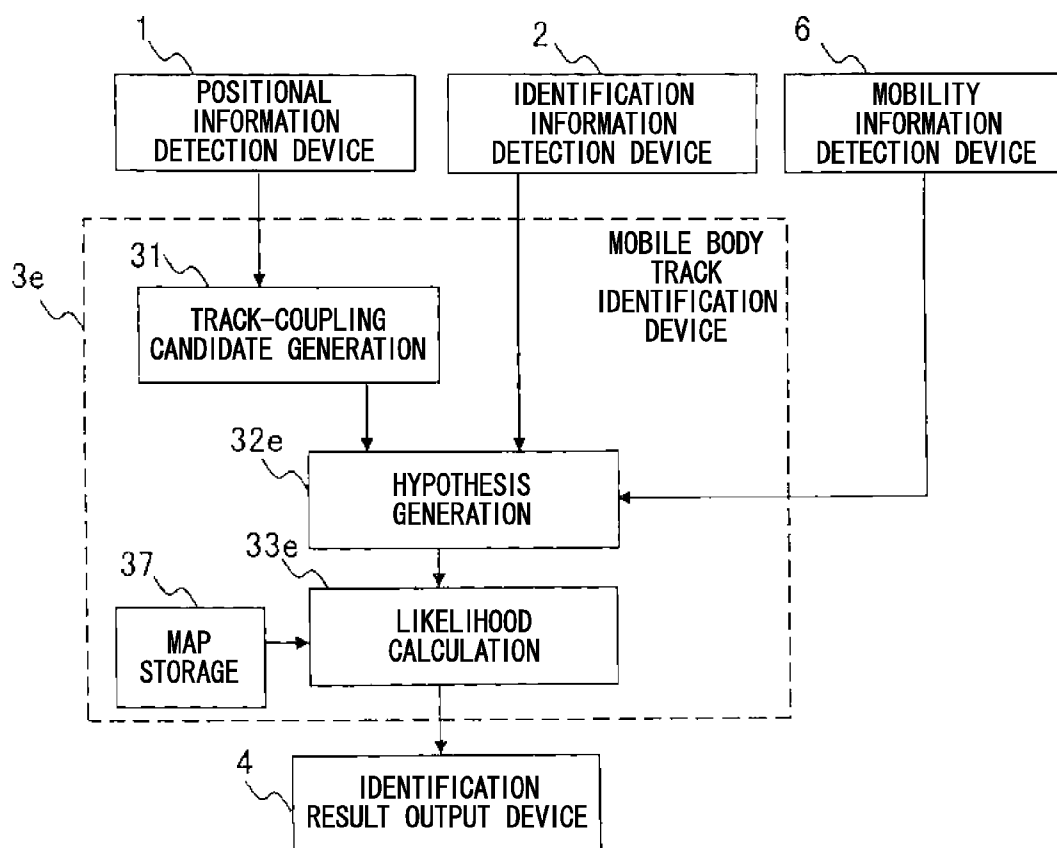 1
2
6
POSITIONAL
INFORMATION
DETECTION DEVICE
IDENTIFICATION
INFORMATION
DETECTION DEVICE
MOBILITY
INFORMATION
DETECTION DEVICE
3e
MOBILE BODY
TRACK
IDENTIFICATION
DEVICE
31
TRACK-COUPLING
CANDIDATE GENERATION
32e
HYPOTHESIS
GENERATION
33e
37
LIKELIHOOD
CALCULATION
MAP
STORAGE
4
IDENTIFICATION
RESULT OUTPUT DEVICE